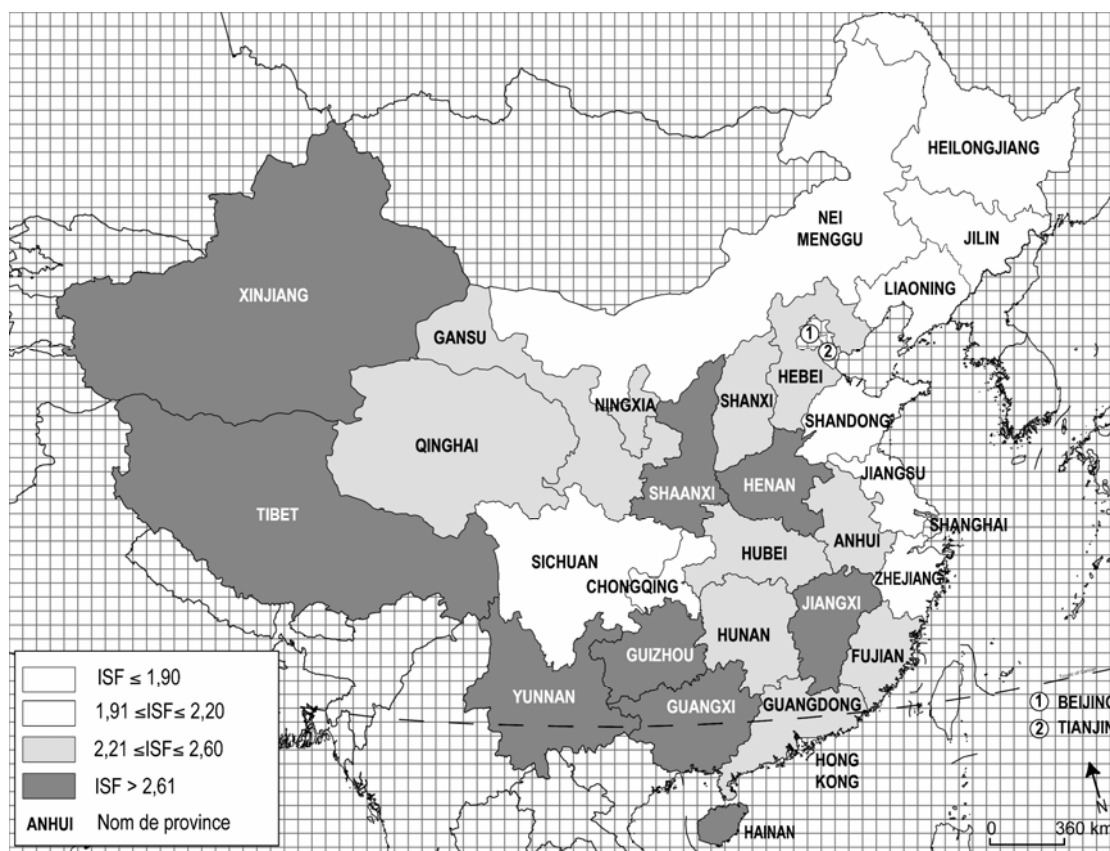 HEILONGJIANG
NEI
MENGGU
JILIN
LIAONING
XINJIANG
GANSU
1
2
HEBEI
NINGXIA
SHANXI
SHANDONG
QINGHAI
JIANGSU
SHAANXI
HENAN
TIBET
SHANGHAI
ANHUI
HUBEI
SICHUAN
CHONGQING
ZHEJIANG
JIANGXI
HUNAN
GUIZHOU
FUJIAN
YUNNAN
GUANGXI
GUANGDONG
HONG
KONG
HAINAN
ISF ≤ 1,90
1,91 ≤ISF≤ 2,20
2,21 ≤ISF≤ 2,60
ISF > 2,61
ANHUI Nom de province
1 BEIJING
2 TIANJIN
N
0 360 km